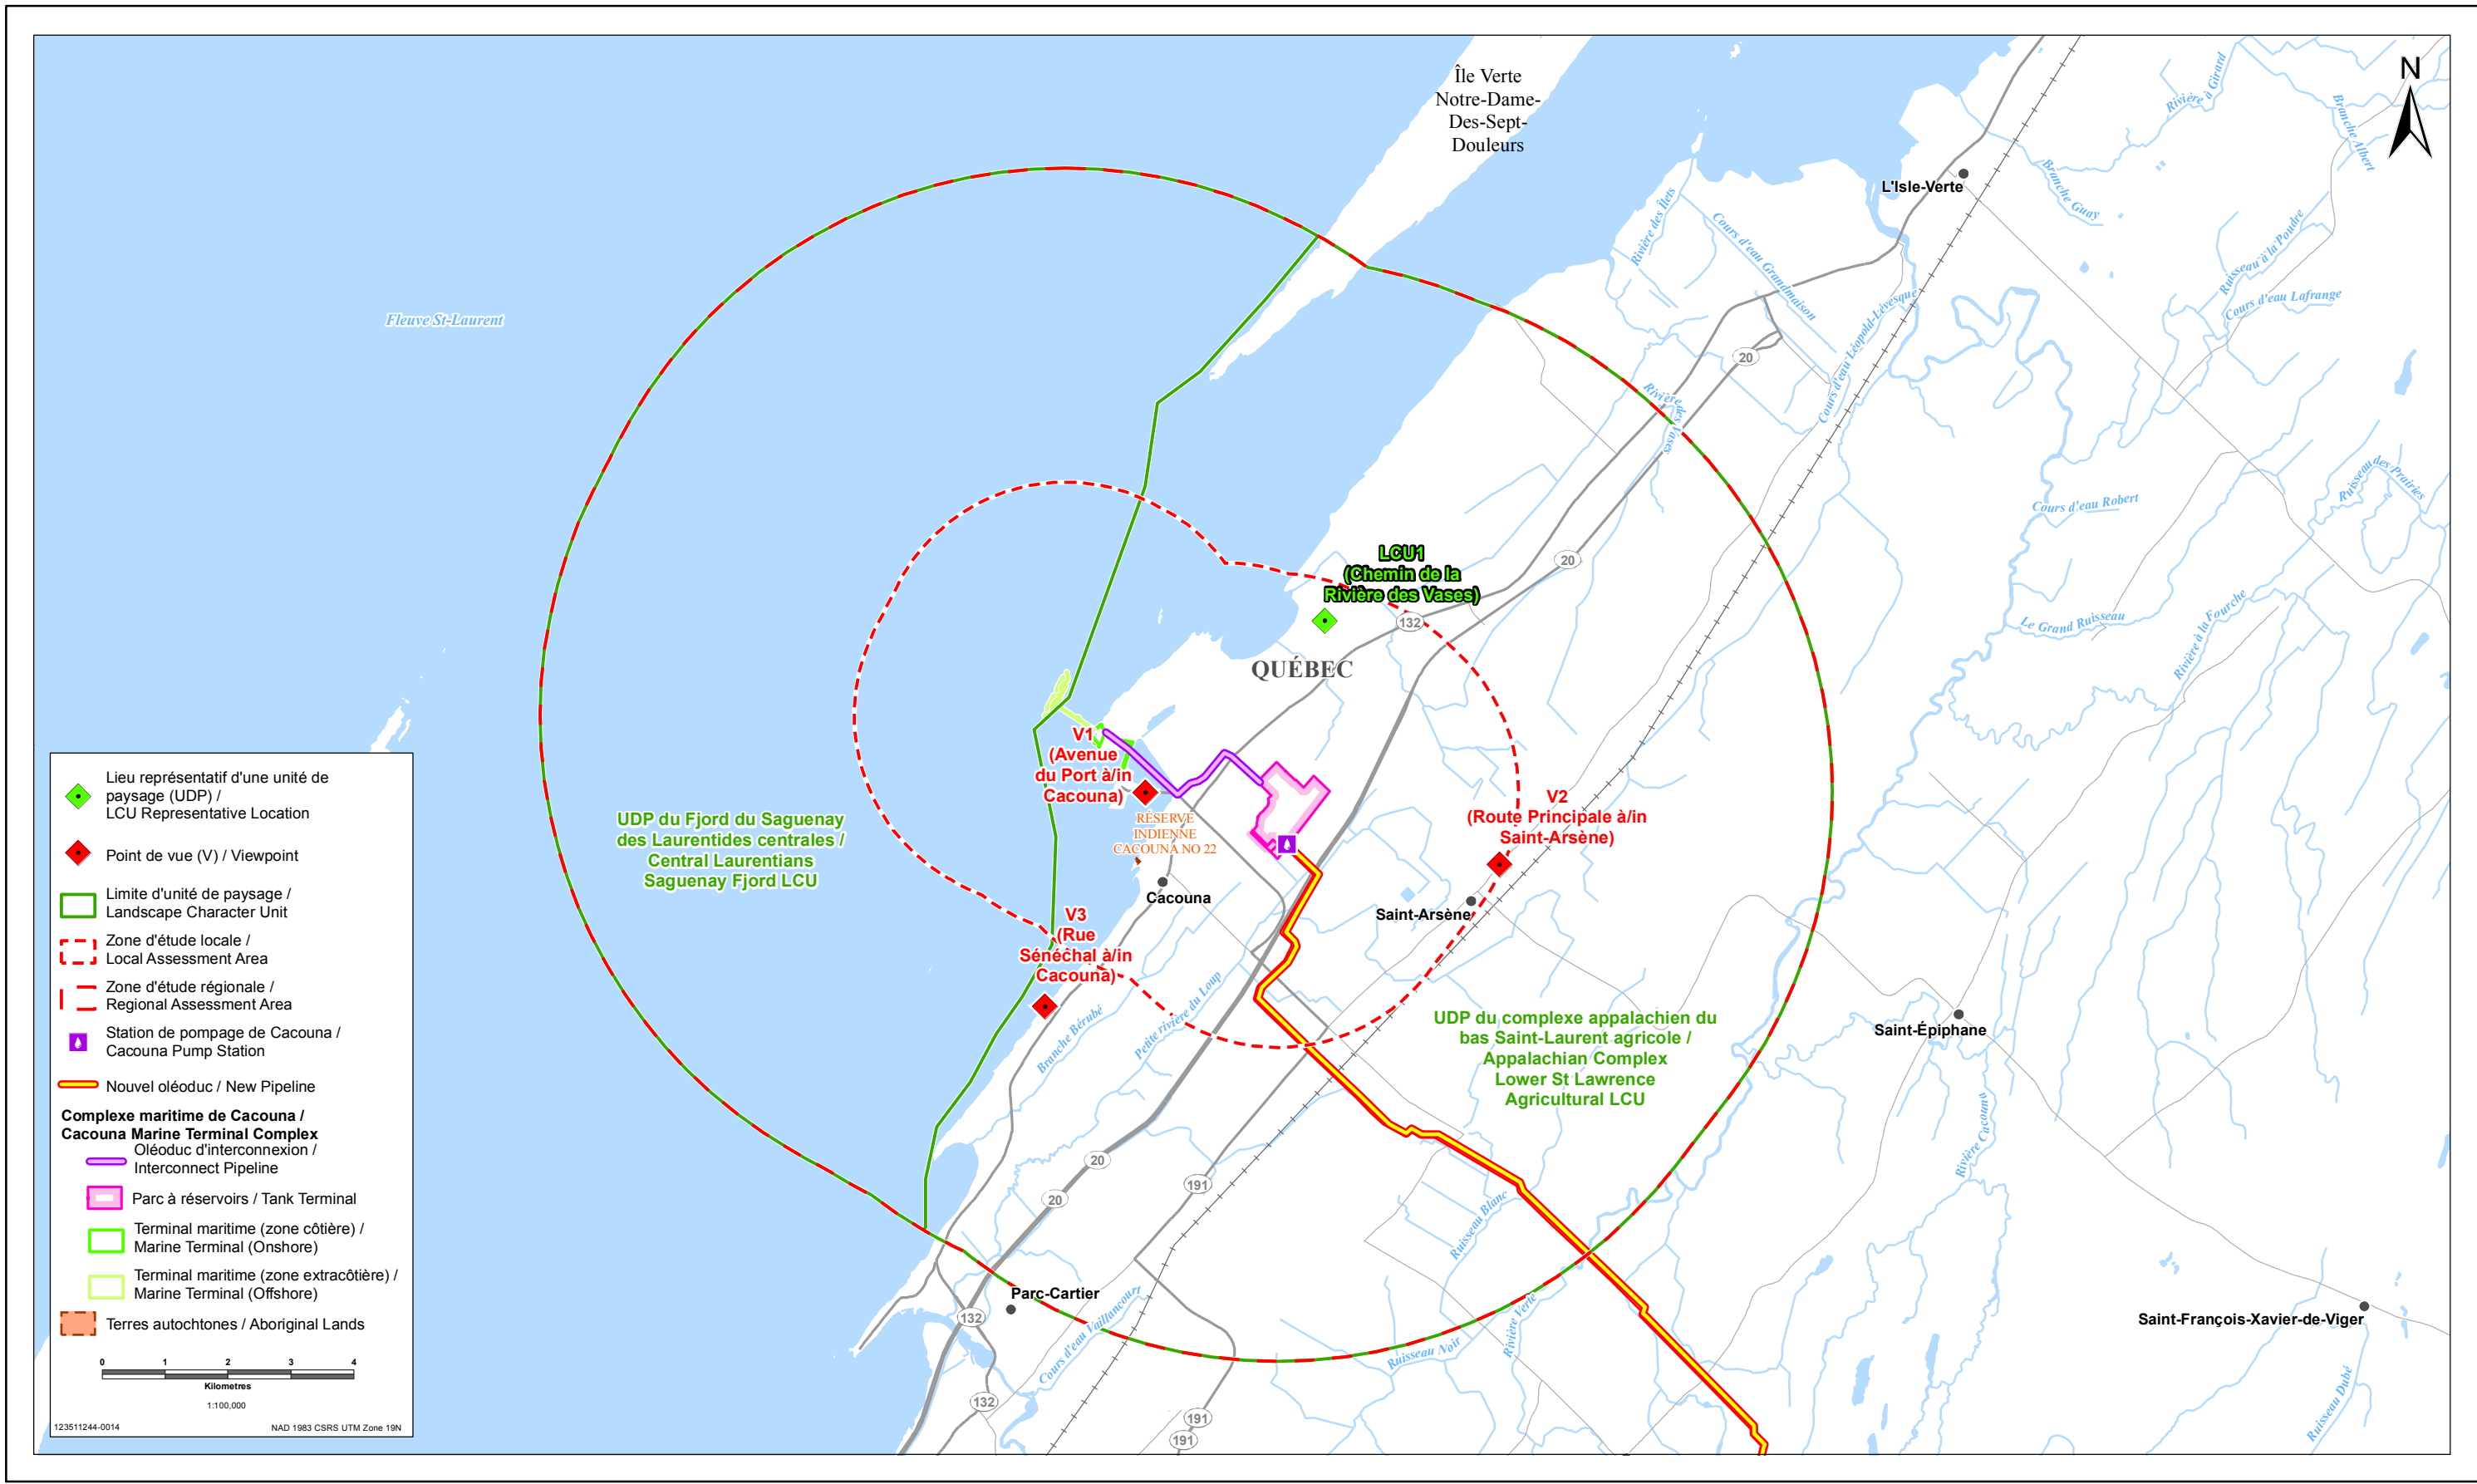 Île Verte
Notre-Dame-
Des-Sept-
Douleurs
N
Rivière à Girard
Branche Albert
L'Isle-Verte
Branche Guay
Rivière des Îlets
Cours d'eau Grandmaison
Ruisseau à la Poudre
Cours d'eau Lafrange
Fleuve St-Laurent
Cours d'eau Léopold-Lévesque
20
Rivière des Vases
Ruisseau des Prairies
Cours d'eau Robert
20
LCU1
(Chemin de la
Rivière des Vases)
132
Le Grand Ruisseau
Rivière à la Fourche
QUÉBEC
V1
(Avenue
du Port à/in
Cacouna)
RÉSERVE
INDIENNE
CACOUNA NO 22
V2
(Route Principale à/in
Saint-Arsène)
UDP du Fjord du Saguenay
des Laurentides centrales /
Central Laurentians
Saguenay Fjord LCU
Cacouna
Saint-Arsène
V3
(Rue
Sénéchal à/in
Cacouna)
Branche Bérubé
Petite rivière du Loup
UDP du complexe appalachien du
bas Saint-Laurent agricole /
Appalachian Complex
Lower St Lawrence
Agricultural LCU
Saint-Épiphane
Rivière Cacouna
20
20
191
Ruisseau Blanc
Parc-Cartier
132
Cours d'eau Vaillancourt
Ruisseau Noir
Rivière Verte
Saint-François-Xavier-de-Viger
Ruisseau Dubé
132
191
191
Lieu représentatif d'une unité de
paysage (UDP) /
LCU Representative Location
Point de vue (V) / Viewpoint
Limite d'unité de paysage /
Landscape Character Unit
Zone d'étude locale /
Local Assessment Area
Zone d'étude régionale /
Regional Assessment Area
Station de pompage de Cacouna /
Cacouna Pump Station
Nouvel oléoduc / New Pipeline
Complexe maritime de Cacouna /
Cacouna Marine Terminal Complex
Oléoduc d'interconnexion /
Interconnect Pipeline
Parc à réservoirs / Tank Terminal
Terminal maritime (zone côtière) /
Marine Terminal (Onshore)
Terminal maritime (zone extracôtière) /
Marine Terminal (Offshore)
Terres autochtones / Aboriginal Lands
0 1 2 3 4
Kilometres
1:100,000
123511244-0014 NAD 1983 CSRS UTM Zone 19N